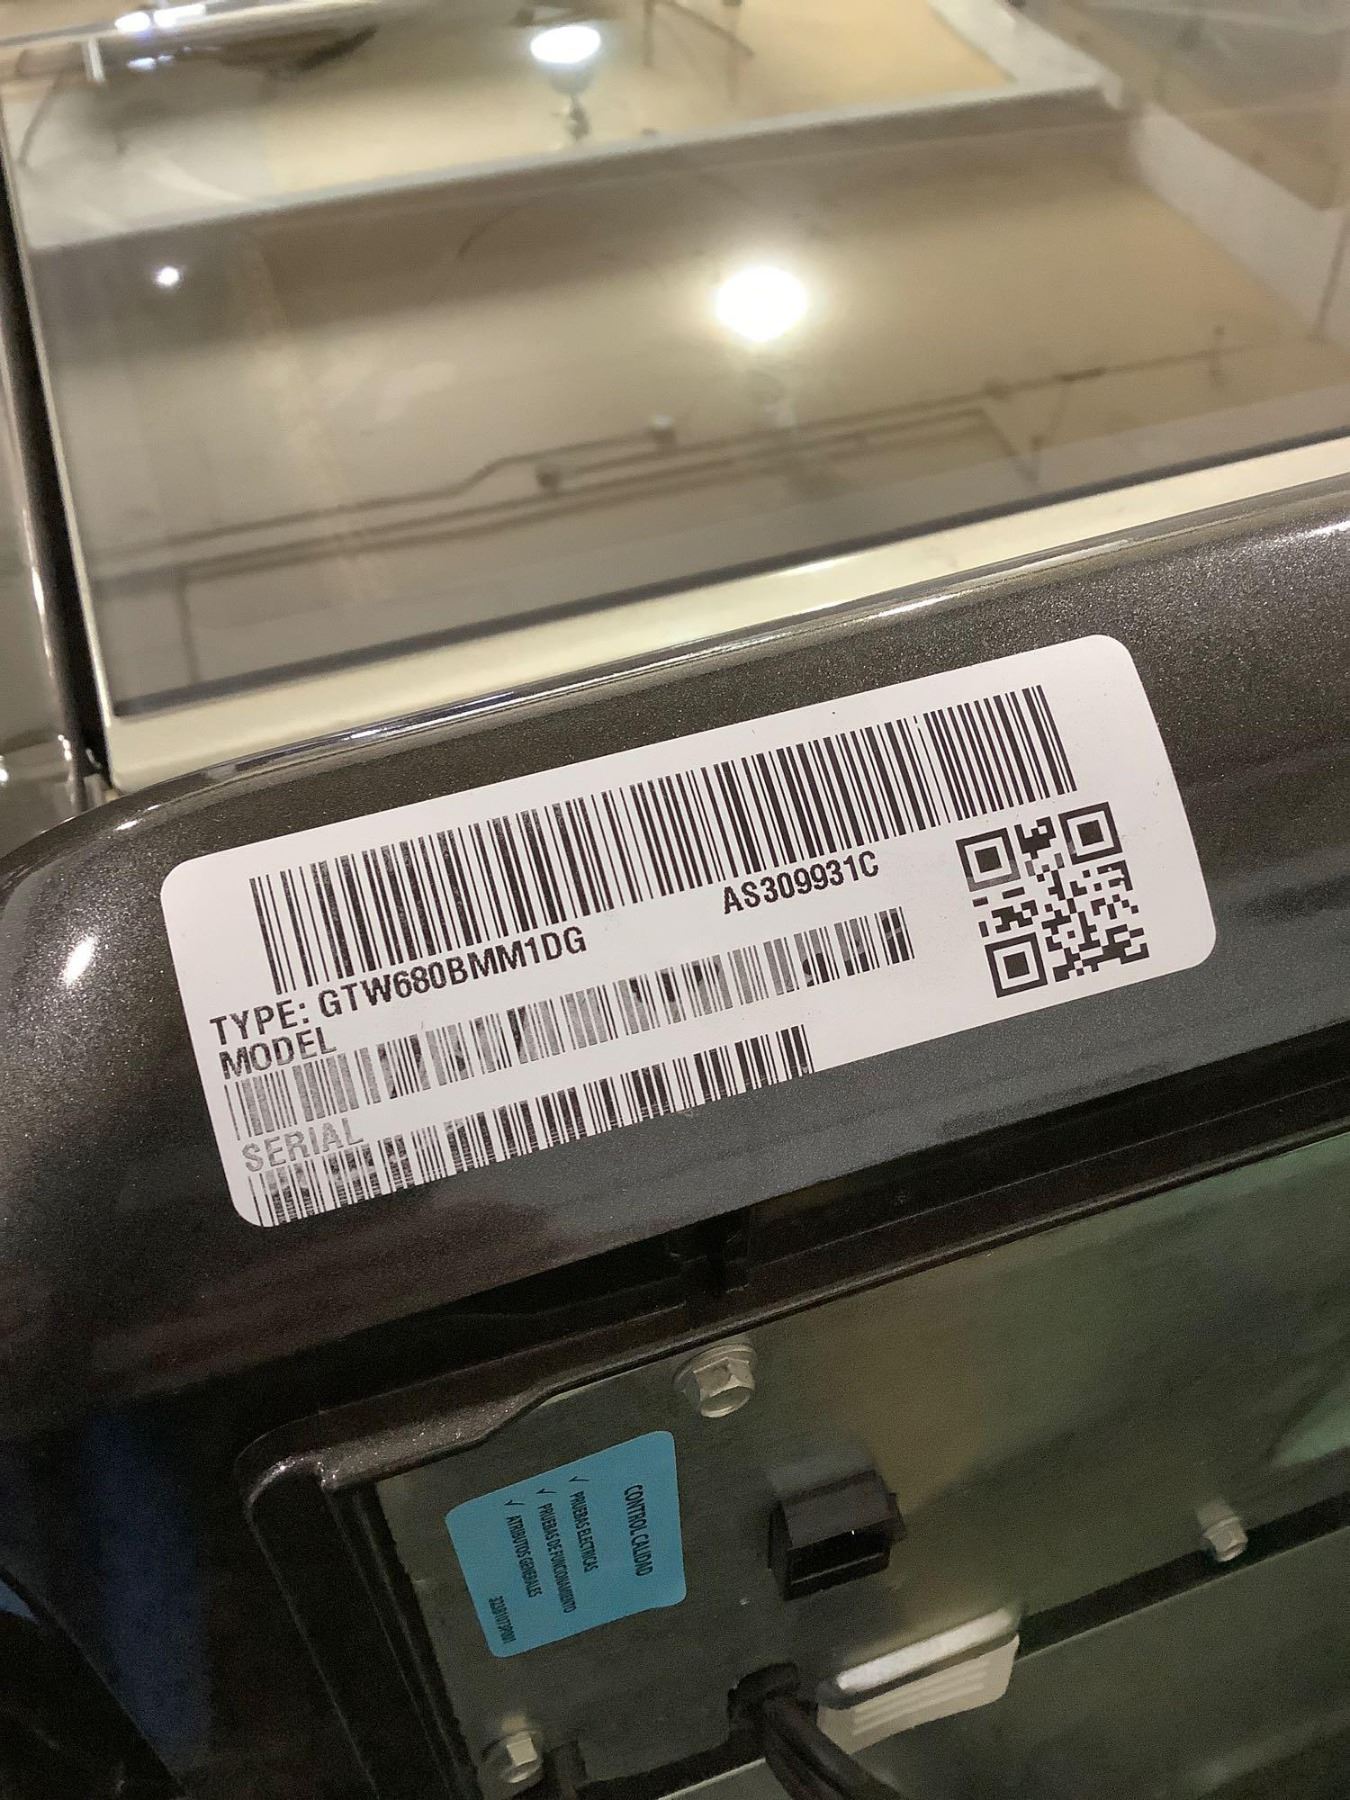 AS309931C
TYPE: GTW680BMM1DG
MODEL
SERIAL
CONTROL CALIDAD
✓ PRUEBAS ELECTRICAS
✓ PRUEBAS DE FUNCIONAMIENTO
✓ ATRIBUTOS GENERALES